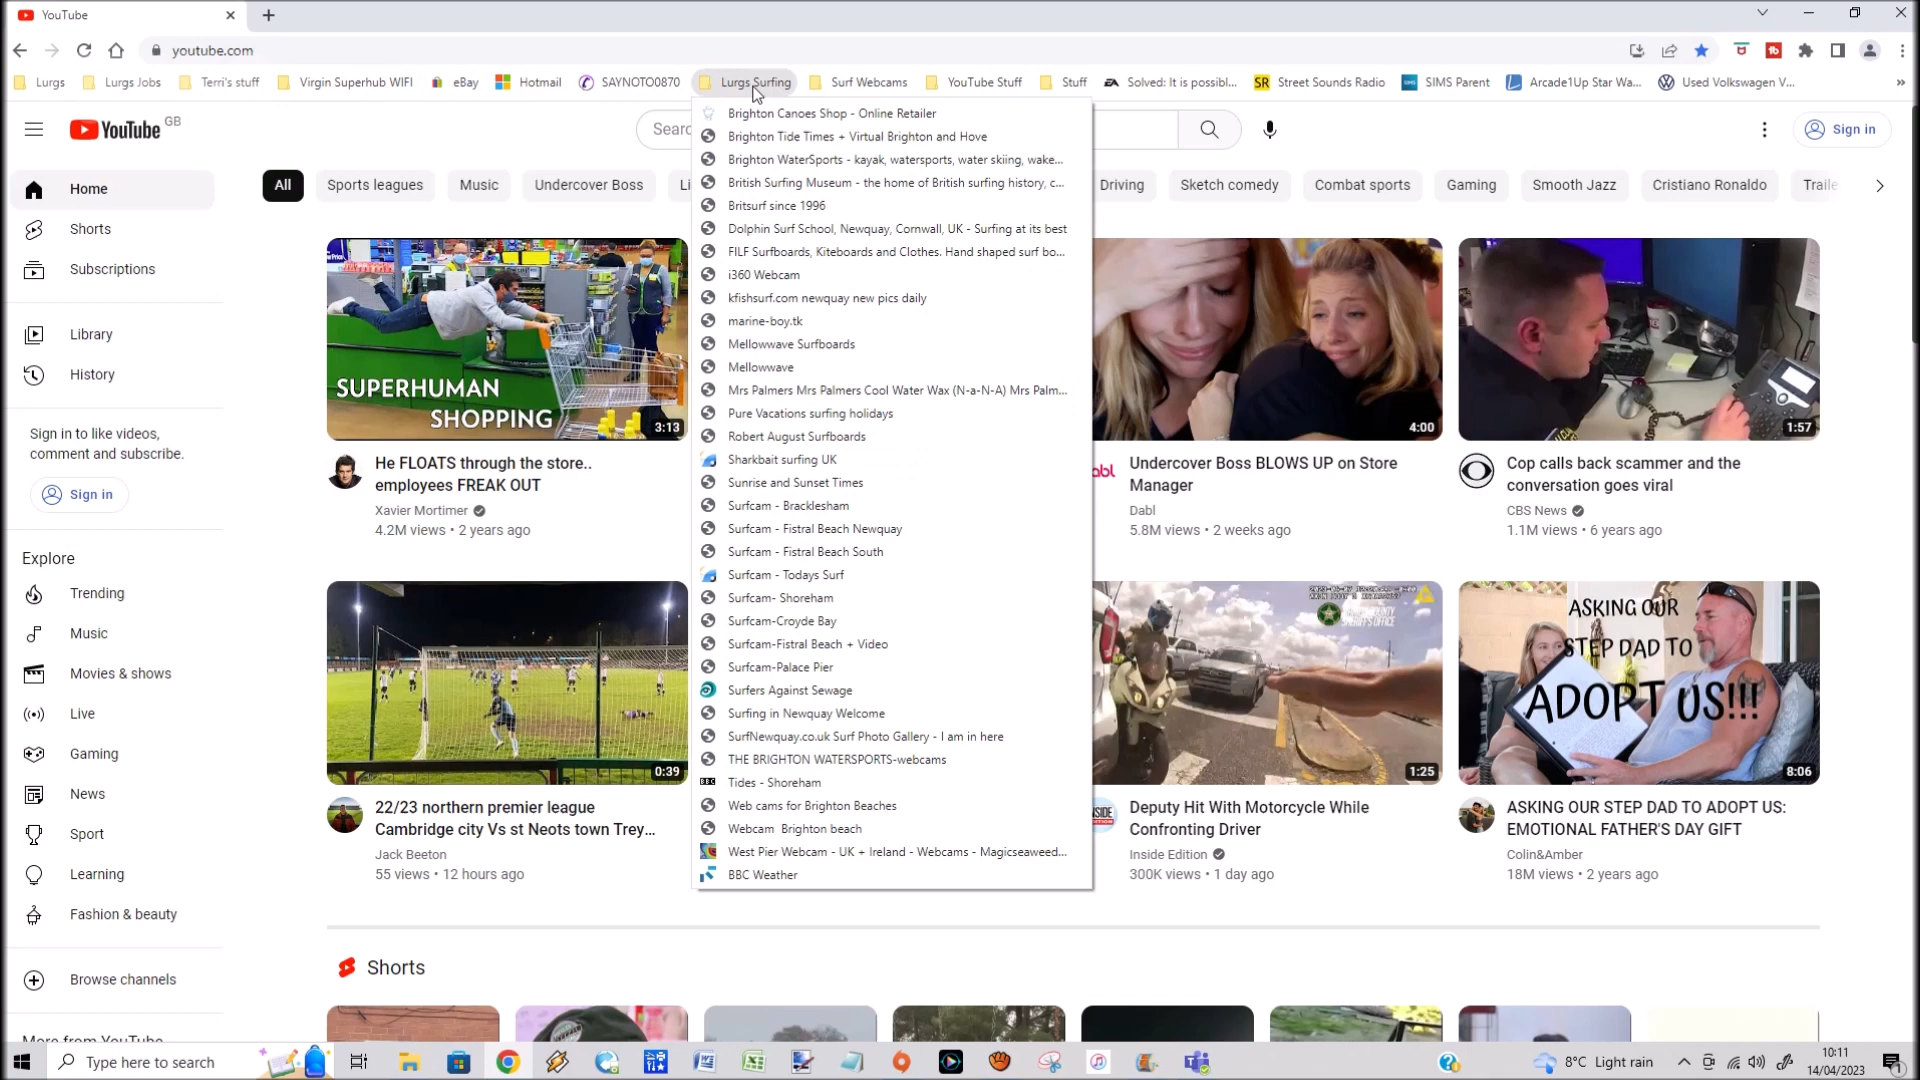 YouTube
youtube.com
Lurgs
Lurgs Jobs
Terri's stuff
Virgin Superhub WIFI
eBay
Hotmail
SAYNOTO0870
Lurgs Surfing
Surf Webcams
YouTube Stuff
Stuff
Solved: It is possibl...
Street Sounds Radio
SIMS Parent
Arcade1Up Star Wa...
Used Volkswagen V...
YouTube GB
Sear
Sign in
Home
Shorts
Subscriptions
Library
History
Sign in to like videos,
comment and subscribe.
Sign in
Explore
Trending
Music
Movies & shows
Live
Gaming
News
Sport
Learning
Fashion & beauty
Browse channels
More from YouTube
All
Sports leagues
Music
Undercover Boss
Li
Driving
Sketch comedy
Combat sports
Gaming
Smooth Jazz
Cristiano Ronaldo
Traile
Brighton Canoes Shop - Online Retailer
Brighton Tide Times + Virtual Brighton and Hove
Brighton WaterSports - kayak, watersports, water skiing, wake...
British Surfing Museum - the home of British surfing history, c...
Britsurf since 1996
Dolphin Surf School, Newquay, Cornwall, UK - Surfing at its best
FILF Surfboards, Kiteboards and Clothes. Hand shaped surf bo...
i360 Webcam
kfishsurf.com newquay new pics daily
marine-boy.tk
Mellowwave Surfboards
Mellowwave
Mrs Palmers Mrs Palmers Cool Water Wax (N-a-N-A) Mrs Palm...
Pure Vacations surfing holidays
Robert August Surfboards
Sharkbait surfing UK
Sunrise and Sunset Times
Surfcam - Bracklesham
Surfcam - Fistral Beach Newquay
Surfcam - Fistral Beach South
Surfcam - Todays Surf
Surfcam- Shoreham
Surfcam-Croyde Bay
Surfcam-Fistral Beach + Video
Surfcam-Palace Pier
Surfers Against Sewage
Surfing in Newquay Welcome
SurfNewquay.co.uk Surf Photo Gallery - I am in here
THE BRIGHTON WATERSPORTS-webcams
BBC Tides - Shoreham
Web cams for Brighton Beaches
Webcam Brighton beach
West Pier Webcam - UK + Ireland - Webcams - Magicseaweed...
BBC Weather
SUPERHUMAN
SHOPPING
3:13
He FLOATS through the store..
employees FREAK OUT
Xavier Mortimer
4.2M views • 2 years ago
4:00
Undercover Boss BLOWS UP on Store
Manager
Dabl
5.8M views • 2 weeks ago
1:57
Cop calls back scammer and the
conversation goes viral
CBS News
1.1M views • 6 years ago
0:39
22/23 northern premier league
Cambridge city Vs st Neots town Trey...
Jack Beeton
55 views • 12 hours ago
1:25
Deputy Hit With Motorcycle While
Confronting Driver
Inside Edition
300K views • 1 day ago
ASKING OUR
STEP DAD TO
ADOPT US!!!
8:06
ASKING OUR STEP DAD TO ADOPT US:
EMOTIONAL FATHER'S DAY GIFT
Colin&Amber
18M views • 2 years ago
Shorts
Type here to search
8°C Light rain
10:11
14/04/2023